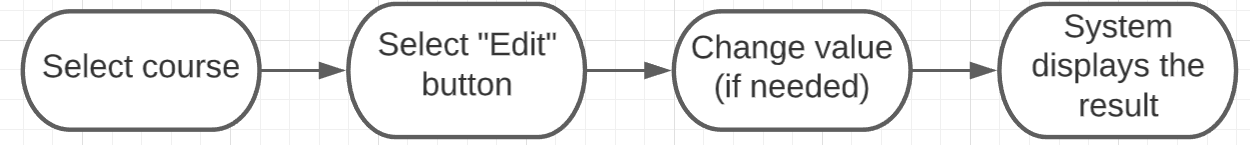 Select course
Select "Edit"
button
Change value
(if needed)
System
displays the
result